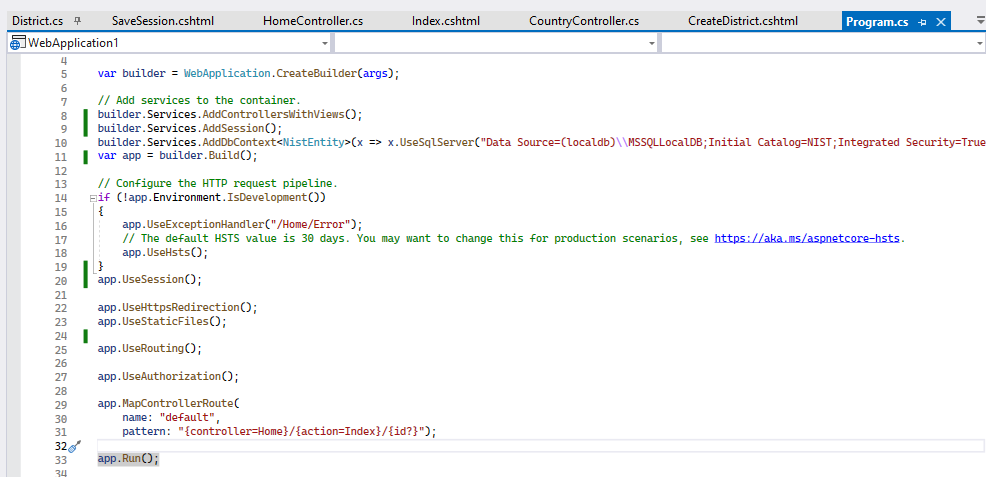 District.cs SaveSession.cshtml HomeController.cs Index.cshtml CountryController.cs CreateDistrict.cshtml Program.cs
WebApplication1
4
5 var builder = WebApplication.CreateBuilder(args);
6
7 // Add services to the container.
8 builder.Services.AddControllersWithViews();
9 builder.Services.AddSession();
10 builder.Services.AddDbContext<NistEntity>(x => x.UseSqlServer("Data Source=(localdb)\\MSSQLLocalDB;Initial Catalog=NIST;Integrated Security=True
11 var app = builder.Build();
12
13 // Configure the HTTP request pipeline.
14 if (!app.Environment.IsDevelopment())
15 {
16 app.UseExceptionHandler("/Home/Error");
17 // The default HSTS value is 30 days. You may want to change this for production scenarios, see https://aka.ms/aspnetcore-hsts.
18 app.UseHsts();
19 }
20 app.UseSession();
21
22 app.UseHttpsRedirection();
23 app.UseStaticFiles();
24
25 app.UseRouting();
26
27 app.UseAuthorization();
28
29 app.MapControllerRoute(
30 name: "default",
31 pattern: "{controller=Home}/{action=Index}/{id?}");
32
33 app.Run();
34